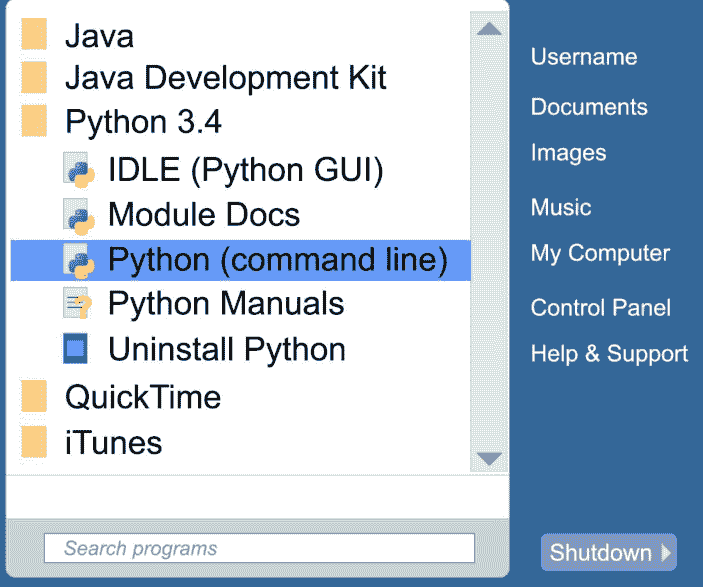 Java
Java Development Kit
Python 3.4
IDLE (Python GUI)
Module Docs
Python (command line)
Python Manuals
Uninstall Python
QuickTime
iTunes
Search programs
Username
Documents
Images
Music
My Computer
Control Panel
Help & Support
Shutdown